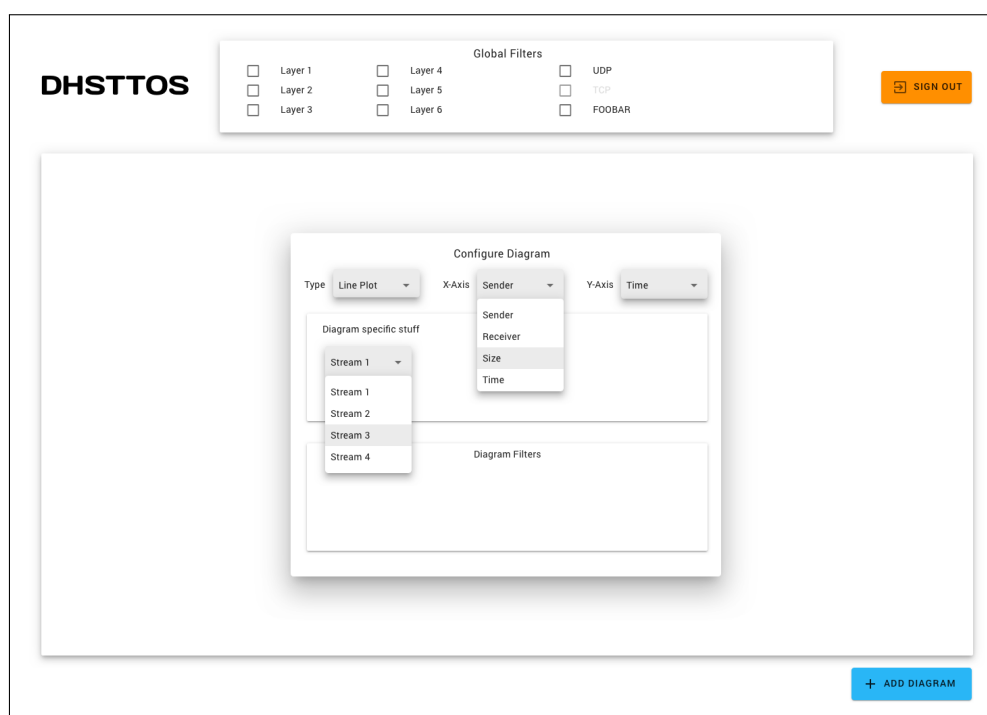 Global Filters
DHSTTOS
Layer 1 Layer 4 UDP
Layer 2 Layer 5 TCP
Layer 3 Layer 6 FOOBAR
SIGN OUT
Configure Diagram
Type Line Plot X-Axis Sender Y-Axis Time
Sender
Receiver
Size
Time
Diagram specific stuff
Stream 1
Stream 1
Stream 2
Stream 3
Stream 4
Diagram Filters
ADD DIAGRAM